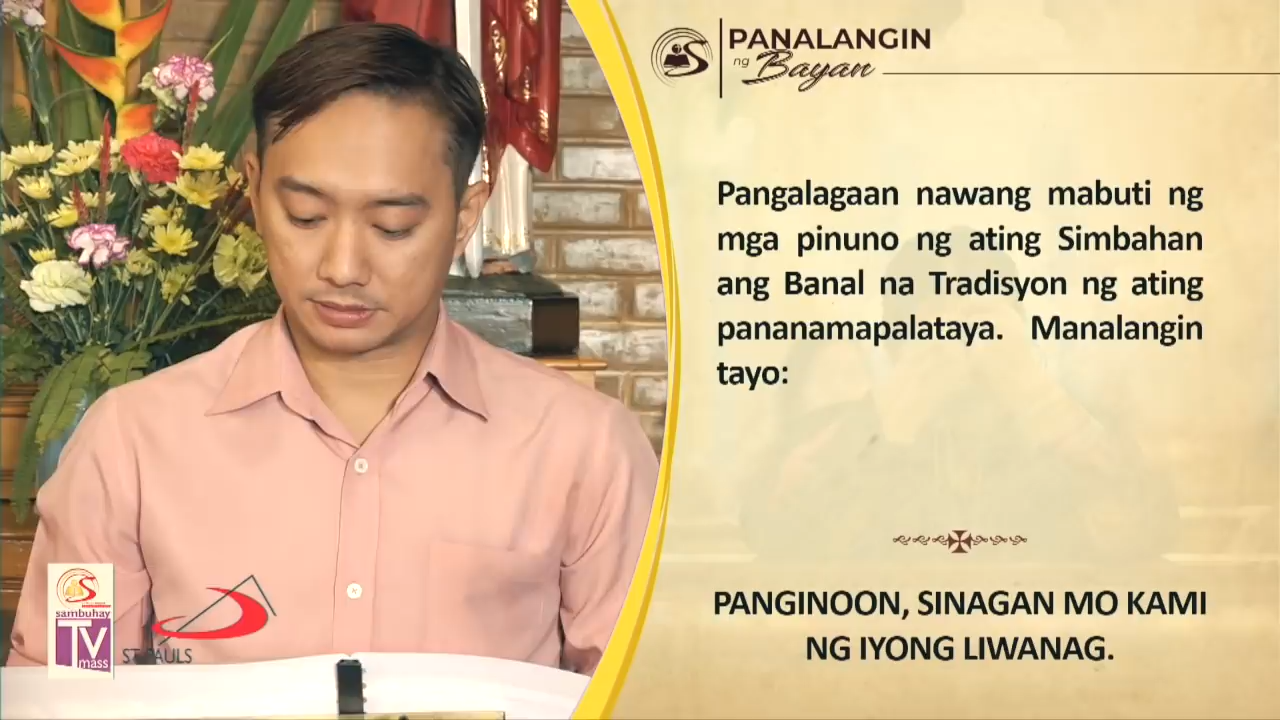 PANALANGIN
ng Bayan
Pangalagaan nawang mabuti ng
mga pinuno ng ating Simbahan
ang Banal na Tradisyon ng ating
pananamapalataya. Manalangin
tayo:
PANGINOON, SINAGAN MO KAMI
NG IYONG LIWANAG.
sambuhay
TV
mass
ST PAULS